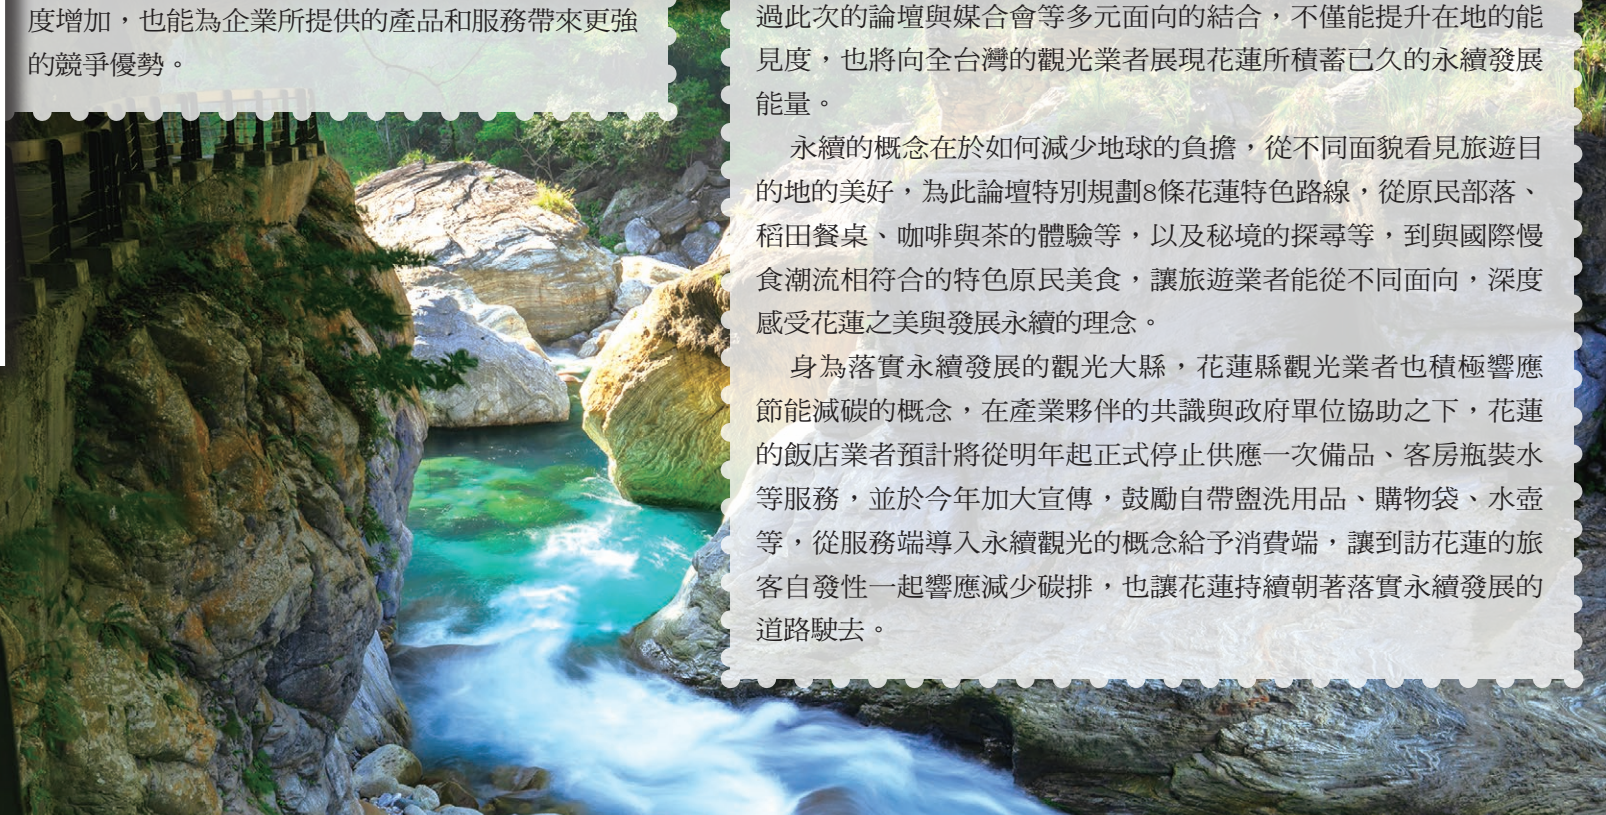 度增加，也能為企業所提供的產品和服務帶來更強
的競爭優勢。
過此次的論壇與媒合會等多元面向的結合，不僅能提升在地的能
見度，也將向全台灣的觀光業者展現花蓮所積蓄已久的永續發展
能量。
永續的概念在於如何減少地球的負擔，從不同面貌看見旅遊目
的地的美好，為此論壇特別規劃8條花蓮特色路線，從原民部落、
稻田餐桌、咖啡與茶的體驗等，以及秘境的探尋等，到與國際慢
食潮流相符合的特色原民美食，讓旅遊業者能從不同面向，深度
感受花蓮之美與發展永續的理念。
身為落實永續發展的觀光大縣，花蓮縣觀光業者也積極響應
節能減碳的概念，在產業夥伴的共識與政府單位協助之下，花蓮
的飯店業者預計將從明年起正式停止供應一次備品、客房瓶裝水
等服務，並於今年加大宣傳，鼓勵自帶盥洗用品、購物袋、水壺
等，從服務端導入永續觀光的概念給予消費端，讓到訪花蓮的旅
客自發性一起響應減少碳排，也讓花蓮持續朝著落實永續發展的
道路駛去。